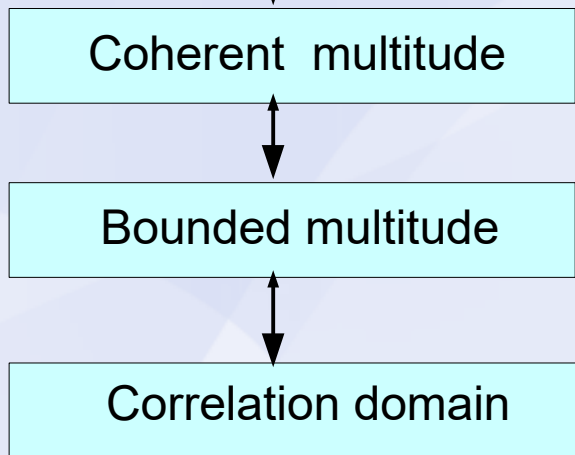 Coherent multitude
Bounded multitude
Correlation domain